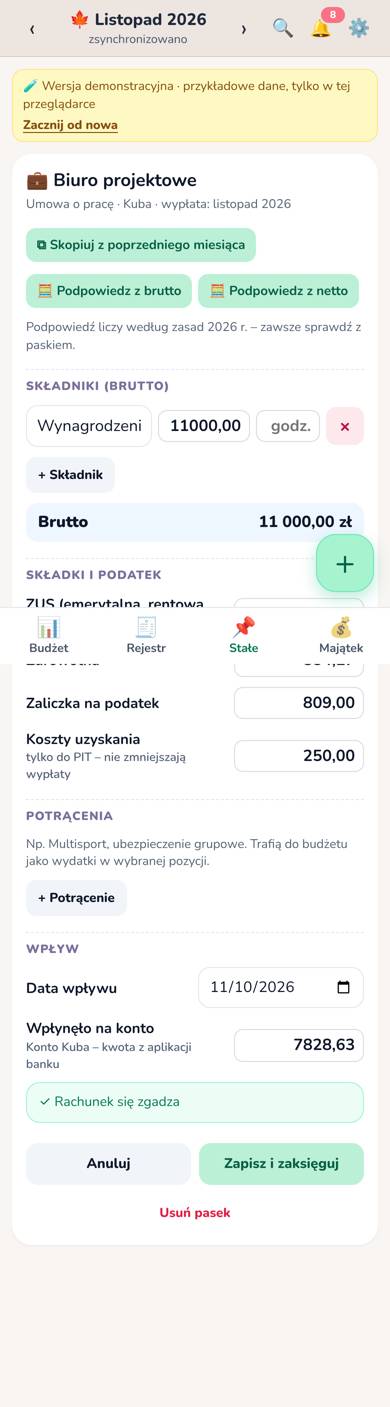 ‹ 🍁 Listopad 2026 › 🔍 🔔 8 ⚙️
zsynchronizowano
🧪 Wersja demonstracyjna · przykładowe dane, tylko w tej
przeglądarce
Zacznij od nowa
💼 Biuro projektowe
Umowa o pracę · Kuba · wypłata: listopad 2026
⧉ Skopiuj z poprzedniego miesiąca
🧮 Podpowiedz z brutto 🧮 Podpowiedz z netto
Podpowiedź liczy według zasad 2026 r. – zawsze sprawdź z
paskiem.
SKŁADNIKI (BRUTTO)
Wynagrodzeni 11000,00 godz. ×
+ Składnik
Brutto 11 000,00 zł
+
SKŁADKI I PODATEK
ZUS (emerytalna, rentowa
📊 🧾 📌 💰
Budżet Rejestr Stałe Majątek
Zaliczka na podatek 809,00
Koszty uzyskania 250,00
tylko do PIT – nie zmniejszają
wypłaty
POTRĄCENIA
Np. Multisport, ubezpieczenie grupowe. Trafią do budżetu
jako wydatki w wybranej pozycji.
+ Potrącenie
WPŁYW
Data wpływu 11/10/2026
Wpłynęło na konto 7828,63
Konto Kuba – kwota z aplikacji
banku
✓ Rachunek się zgadza
Anuluj Zapisz i zaksięguj
Usuń pasek